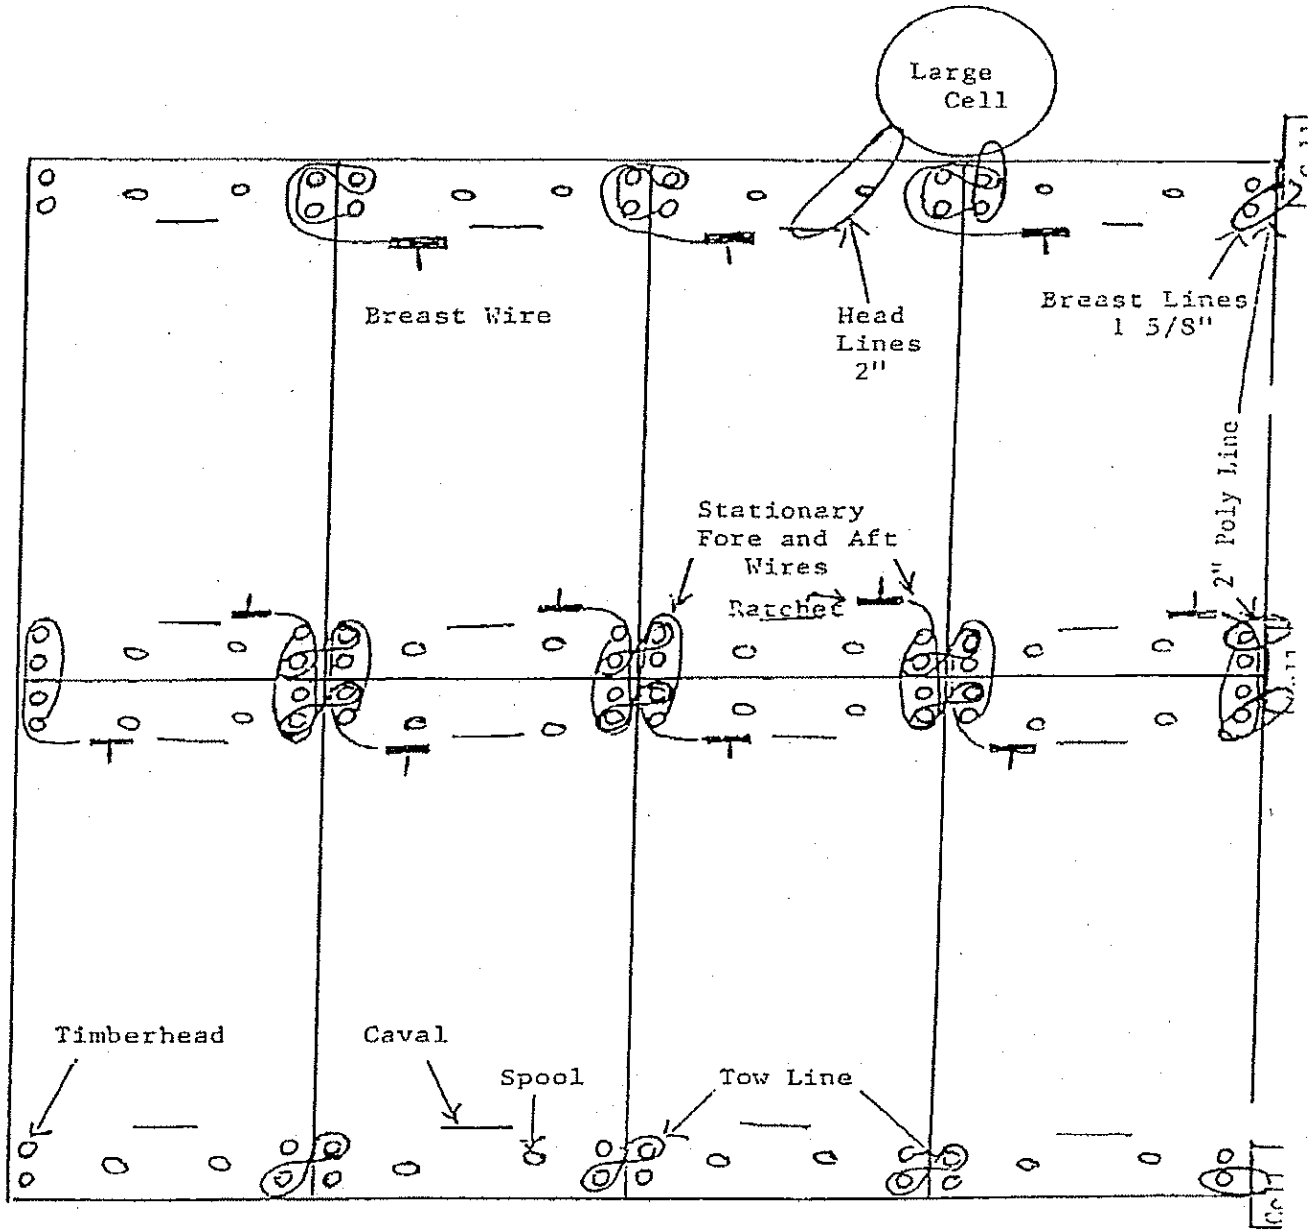 Large
Cell
Breast Wire
Head
Lines
2"
Breast Lines
1 5/8"
2" Poly Line
Stationary
Fore and Aft
Wires
Ratchet
Timberhead
Caval
Spool
Tow Line